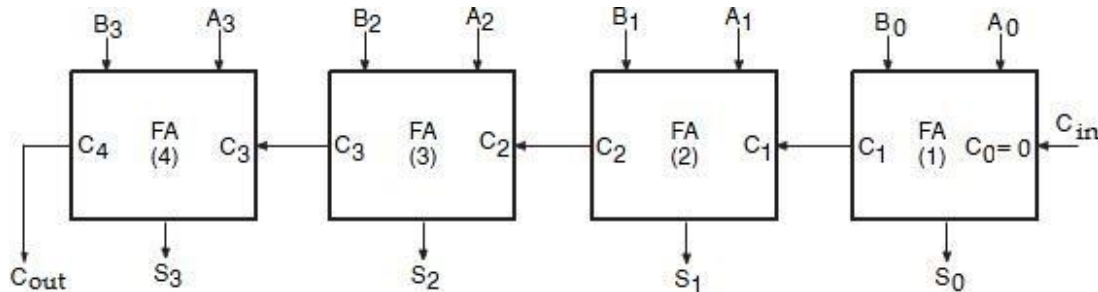 B3 A3 B2 A2 B1 A1 B0 A0
FA FA FA FA Cin
C4 (4) C3 C3 (3) C2 C2 (2) C1 C1 (1) C0=0
Cout S3 S2 S1 S0